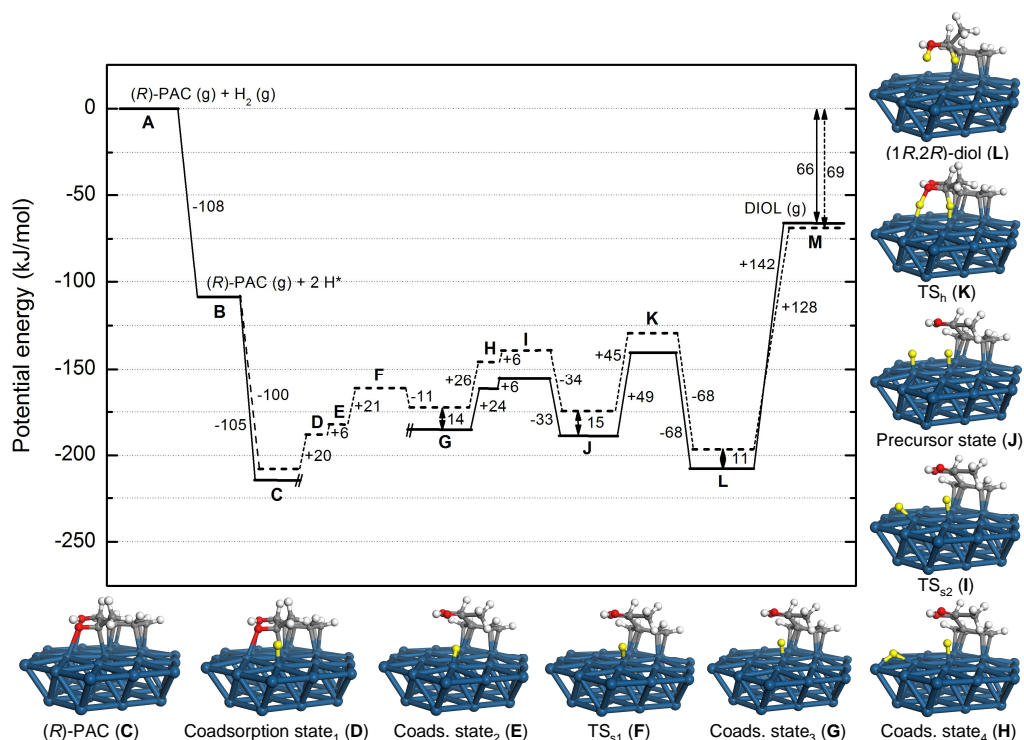 Potential energy (kJ/mol)
0
-50
-100
-150
-200
-250
(R)-PAC (g) + H2 (g)
A
-108
(R)-PAC (g) + 2 H*
B
-100
-105
C
D
+20
E
+6
F
+21
-11
14
G
H
+26
+24
I
+6
+6
-34
-33
15
J
K
+45
+49
-68
-68
11
L
+142
+128
66
69
DIOL (g)
M
(1R,2R)-diol (L)
TSh (K)
Precursor state (J)
TSs2 (I)
(R)-PAC (C)
Coadsorption state1 (D)
Coads. state2 (E)
TSs1 (F)
Coads. state3 (G)
Coads. state4 (H)